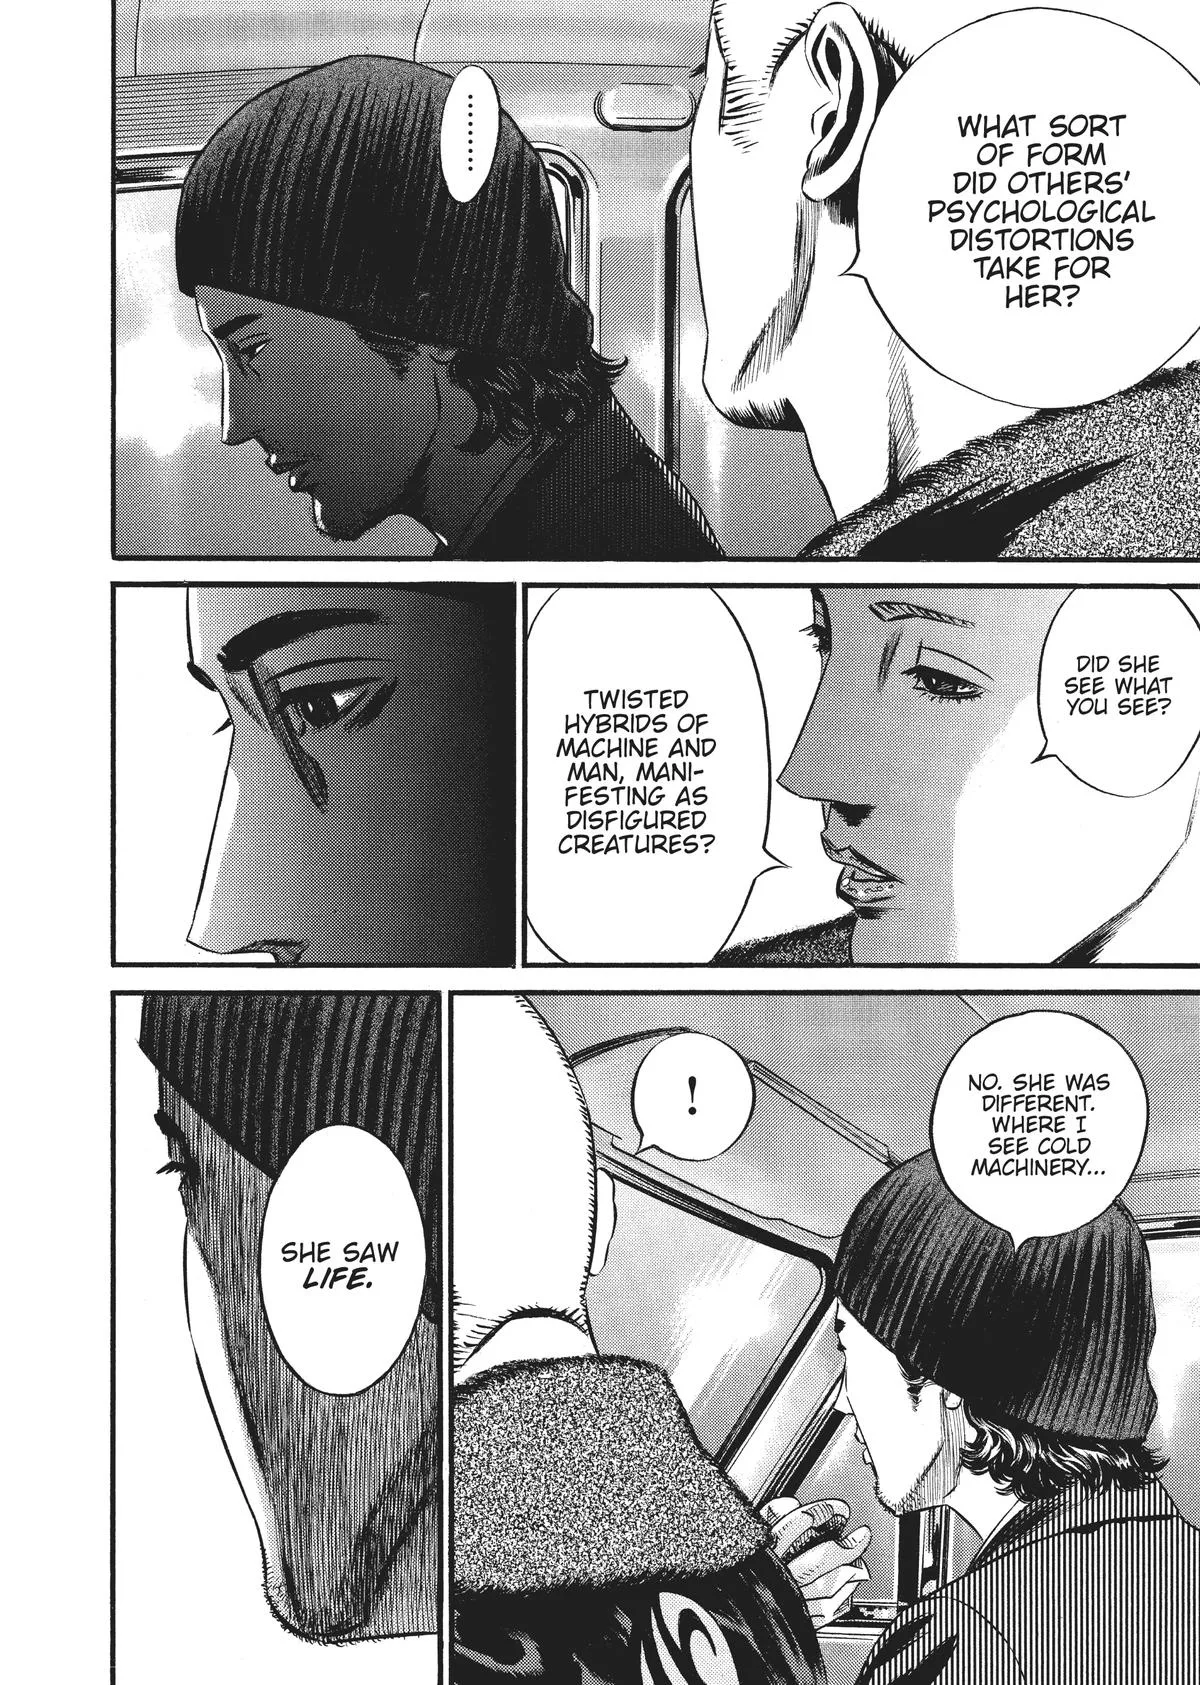 WHAT SORT
OF FORM
DID OTHERS'
PSYCHOLOGICAL
DISTORTIONS
TAKE FOR
HER?
.........
DID SHE
SEE WHAT
YOU SEE?
TWISTED
HYBRIDS OF
MACHINE AND
MAN, MANI-
FESTING AS
DISFIGURED
CREATURES?
NO. SHE WAS
DIFFERENT.
WHERE I
SEE COLD
MACHINERY...
!
SHE SAW
LIFE.